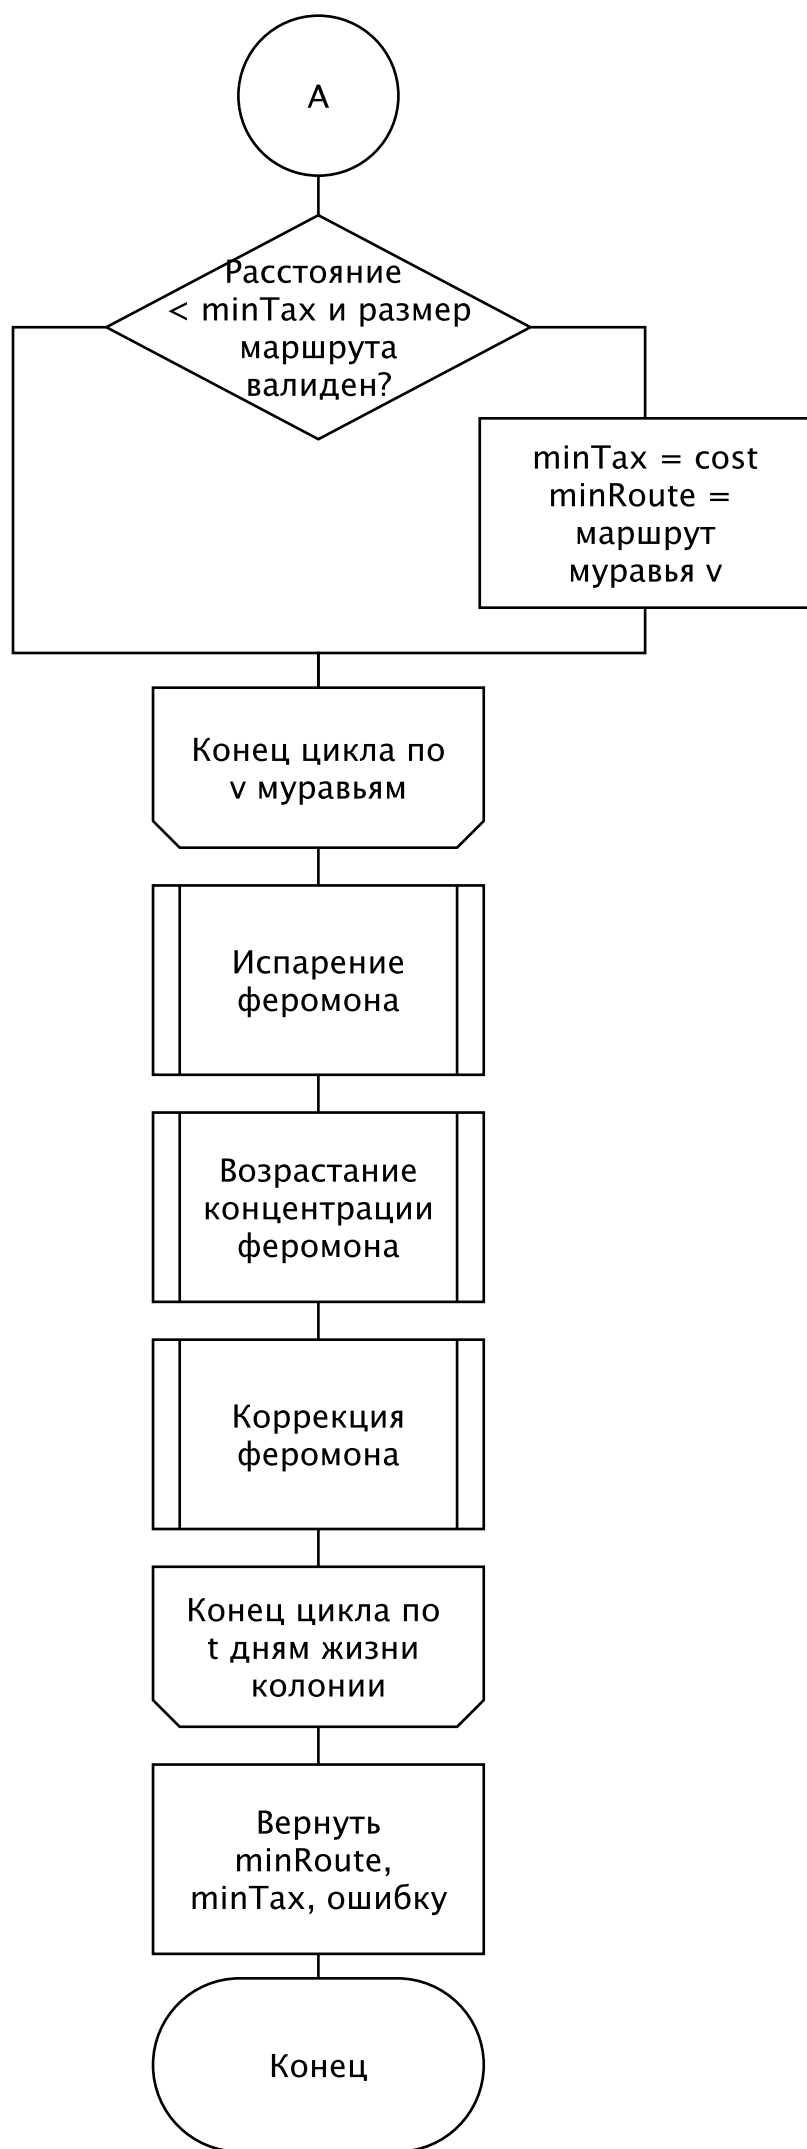 A
Расстояние
< minTax и размер
маршрута
валиден?
minTax = cost
minRoute =
маршрут
муравья v
Конец цикла по
v муравьям
Испарение
феромона
Возрастание
концентрации
феромона
Коррекция
феромона
Конец цикла по
t дням жизни
колонии
Вернуть
minRoute,
minTax, ошибку
Конец